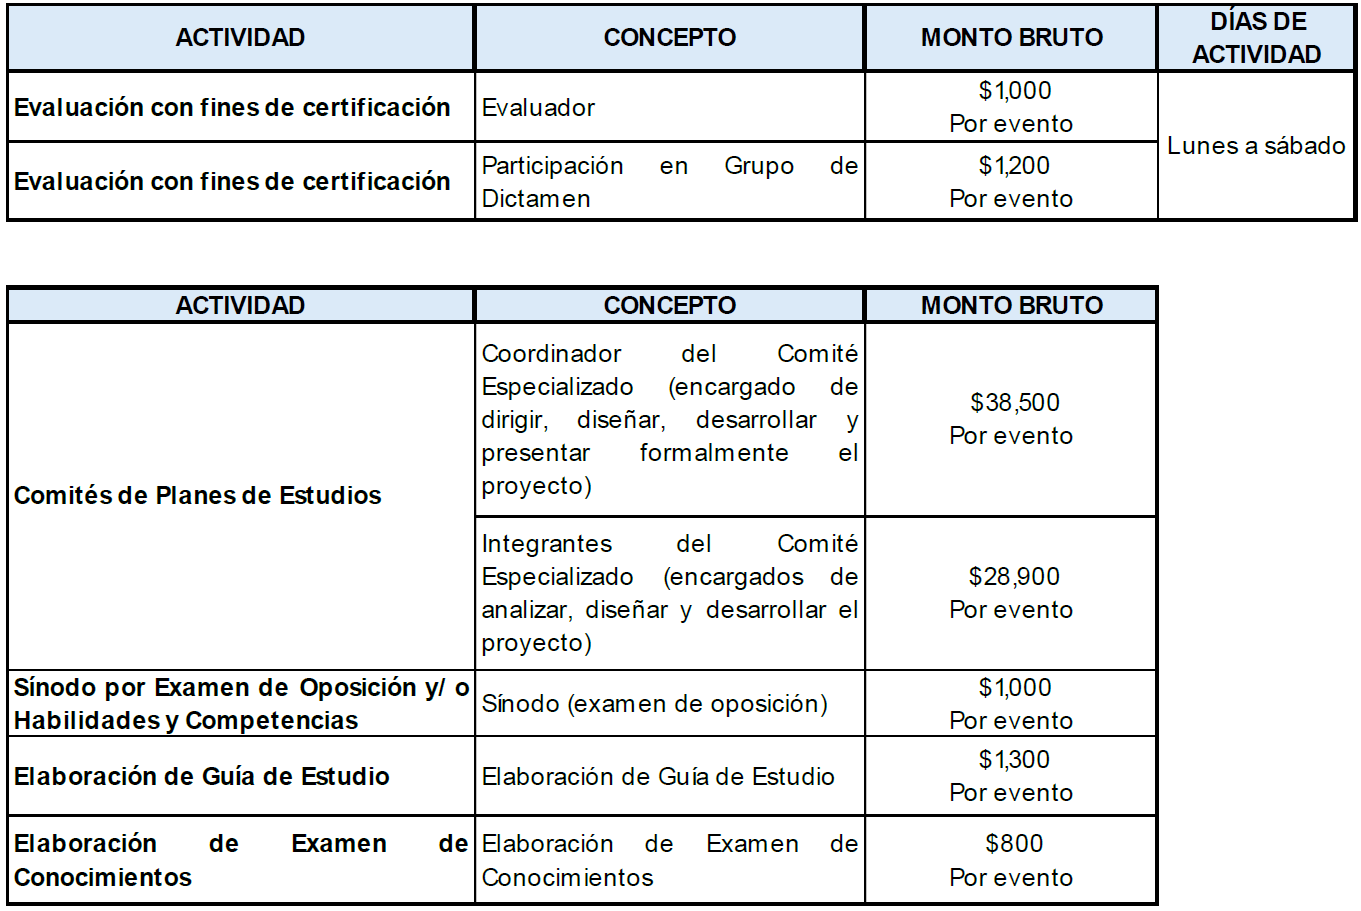 ACTIVIDAD CONCEPTO MONTO BRUTO DÍAS DE
ACTIVIDAD
Evaluación con fines de certificación Evaluador $1,000
Por evento
Lunes a sábado
Evaluación con fines de certificación Participación en Grupo de
Dictamen
$1,200
Por evento
ACTIVIDAD CONCEPTO MONTO BRUTO
Comités de Planes de Estudios
Coordinador del Comité
Especializado (encargado de
dirigir, diseñar, desarrollar y
presentar formalmente el
proyecto)
$38,500
Por evento
Integrantes del Comité
Especializado (encargados de
analizar, diseñar y desarrollar el
proyecto)
$28,900
Por evento
Sínodo por Examen de Oposición y/ o
Habilidades y Competencias
Sínodo (examen de oposición)
$1,000
Por evento
Elaboración de Guía de Estudio
Elaboración de Guía de Estudio
$1,300
Por evento
Elaboración de Examen de
Conocimientos
Elaboración de Examen de
Conocimientos
$800
Por evento